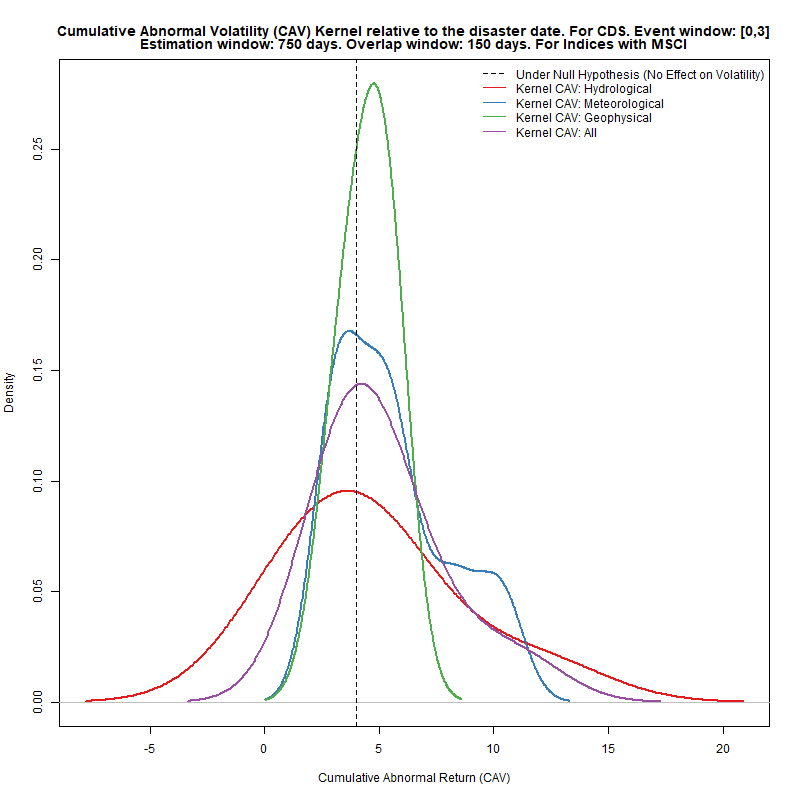 Cumulative Abnormal Volatility (CAV) Kernel relative to the disaster date. For CDS. Event window: [0,3]
Estimation window: 750 days. Overlap window: 150 days. For Indices with MSCI
Under Null Hypothesis (No Effect on Volatility)
Kernel CAV: Hydrological
Kernel CAV: Meteorological
Kernel CAV: Geophysical
Kernel CAV: All
0.25
0.20
0.15
0.10
0.05
0.00
Density
-5 0 5 10 15 20
Cumulative Abnormal Return (CAV)